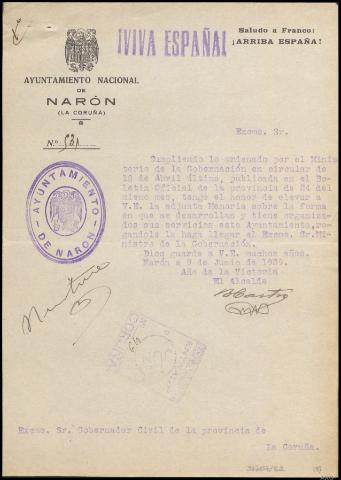 ¡VIVA ESPAÑA!
Saludo a Franco:
¡ARRIBA ESPAÑA!
AYUNTAMIENTO NACIONAL
DE
NARÓN
(LA CORUÑA)
N.º 531
Excmo. Sr.
Cumpliendo lo ordenado por el Minis
terio de la Gobernación en circular de
18 de Abril último, publicada en el Bo
letín Oficial de la provincia de 24 del
mismo mes, tengo el honor de elevar a
V.E. la adjunta Memoria sobre la forma
en que se desarrollan y tiene organiza
dos sus servicios este Ayuntamiento, ro
gandole la haga llegar a Excmo. Sr. Mi-
nistro de la Gobernación.
Dios guarde a V.E. muchos años.
Narón a 9 de Junio de 1939.
Año de la Victoria
El Alcalde
AYUNTAMIENTO
DE NARON
JUN
CORUÑA
Excmo. Sr. Gobernador Civil de la provincia de
La Coruña.